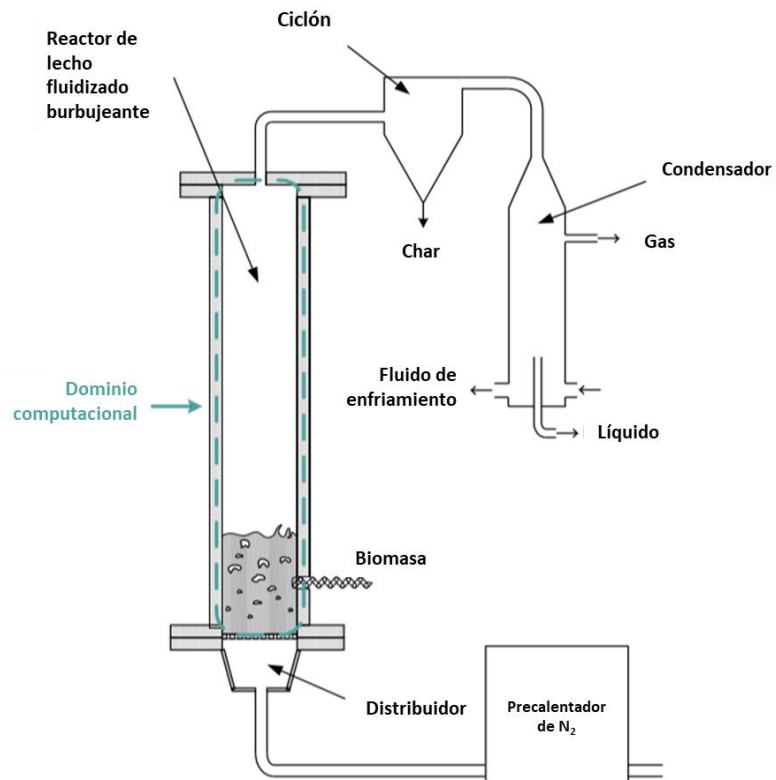 Ciclón
Reactor de
lecho
fluidizado
burbujeante
Condensador
Gas
Char
Fluido de
enfriamiento
Dominio
computacional
Líquido
Biomasa
Distribuidor
Precalentador
de N₂